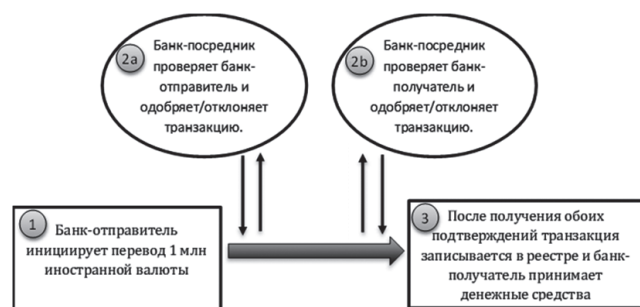 2a
Банк-посредник
проверяет банк-
отправитель и
одобряет/отклоняет
транзакцию.
2b
Банк-посредник
проверяет банк-
получатель и
одобряет/отклоняет
транзакцию.
1
Банк-отправитель
инициирует перевод 1 млн
иностранной валюты
3
После получения обоих
подтверждений транзакция
записывается в реестре и банк-
получатель принимает
денежные средства